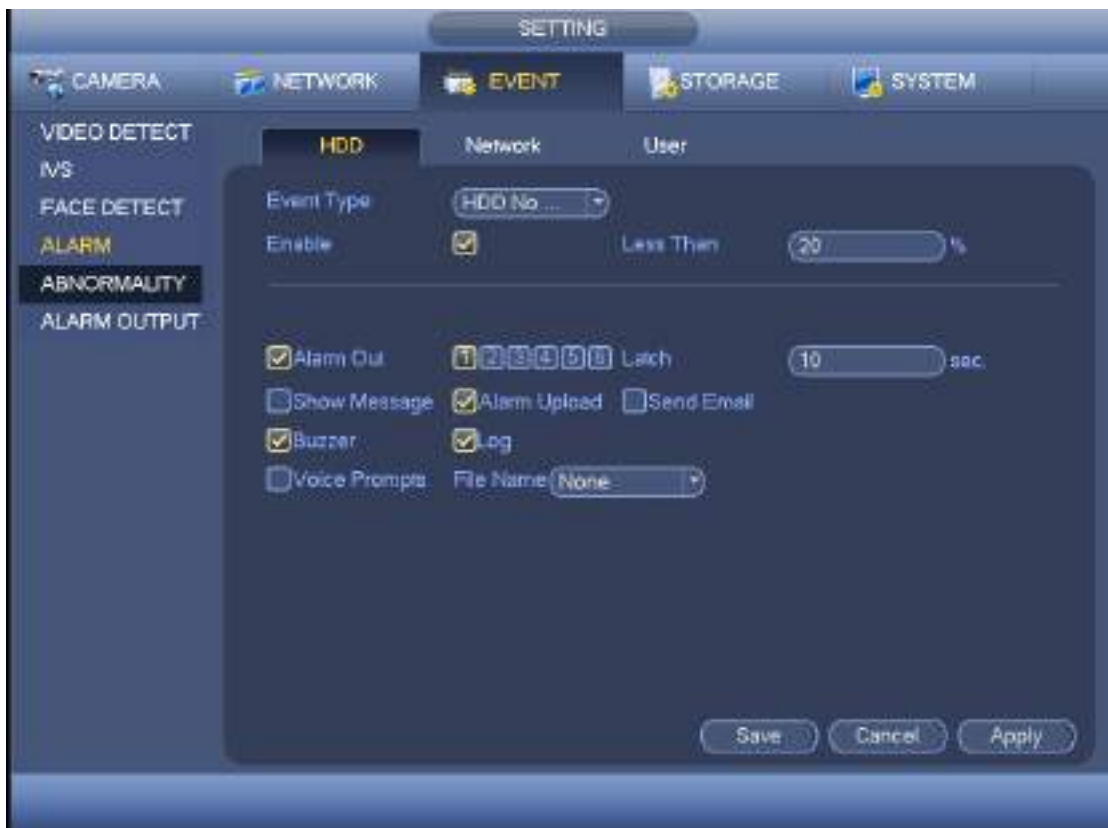 SETTING
CAMERA NETWORK EVENT STORAGE SYSTEM
VIDEO DETECT
IVS
FACE DETECT
ALARM
ABNORMALITY
ALARM OUTPUT
HDD Network User
Event Type HDD No ...
Enable Less Than 20 %
Alarm Out 1 2 3 4 5 6 Latch 10 sec.
Show Message Alarm Upload Send Email
Buzzer Log
Voice Prompts File Name None
Save Cancel Apply